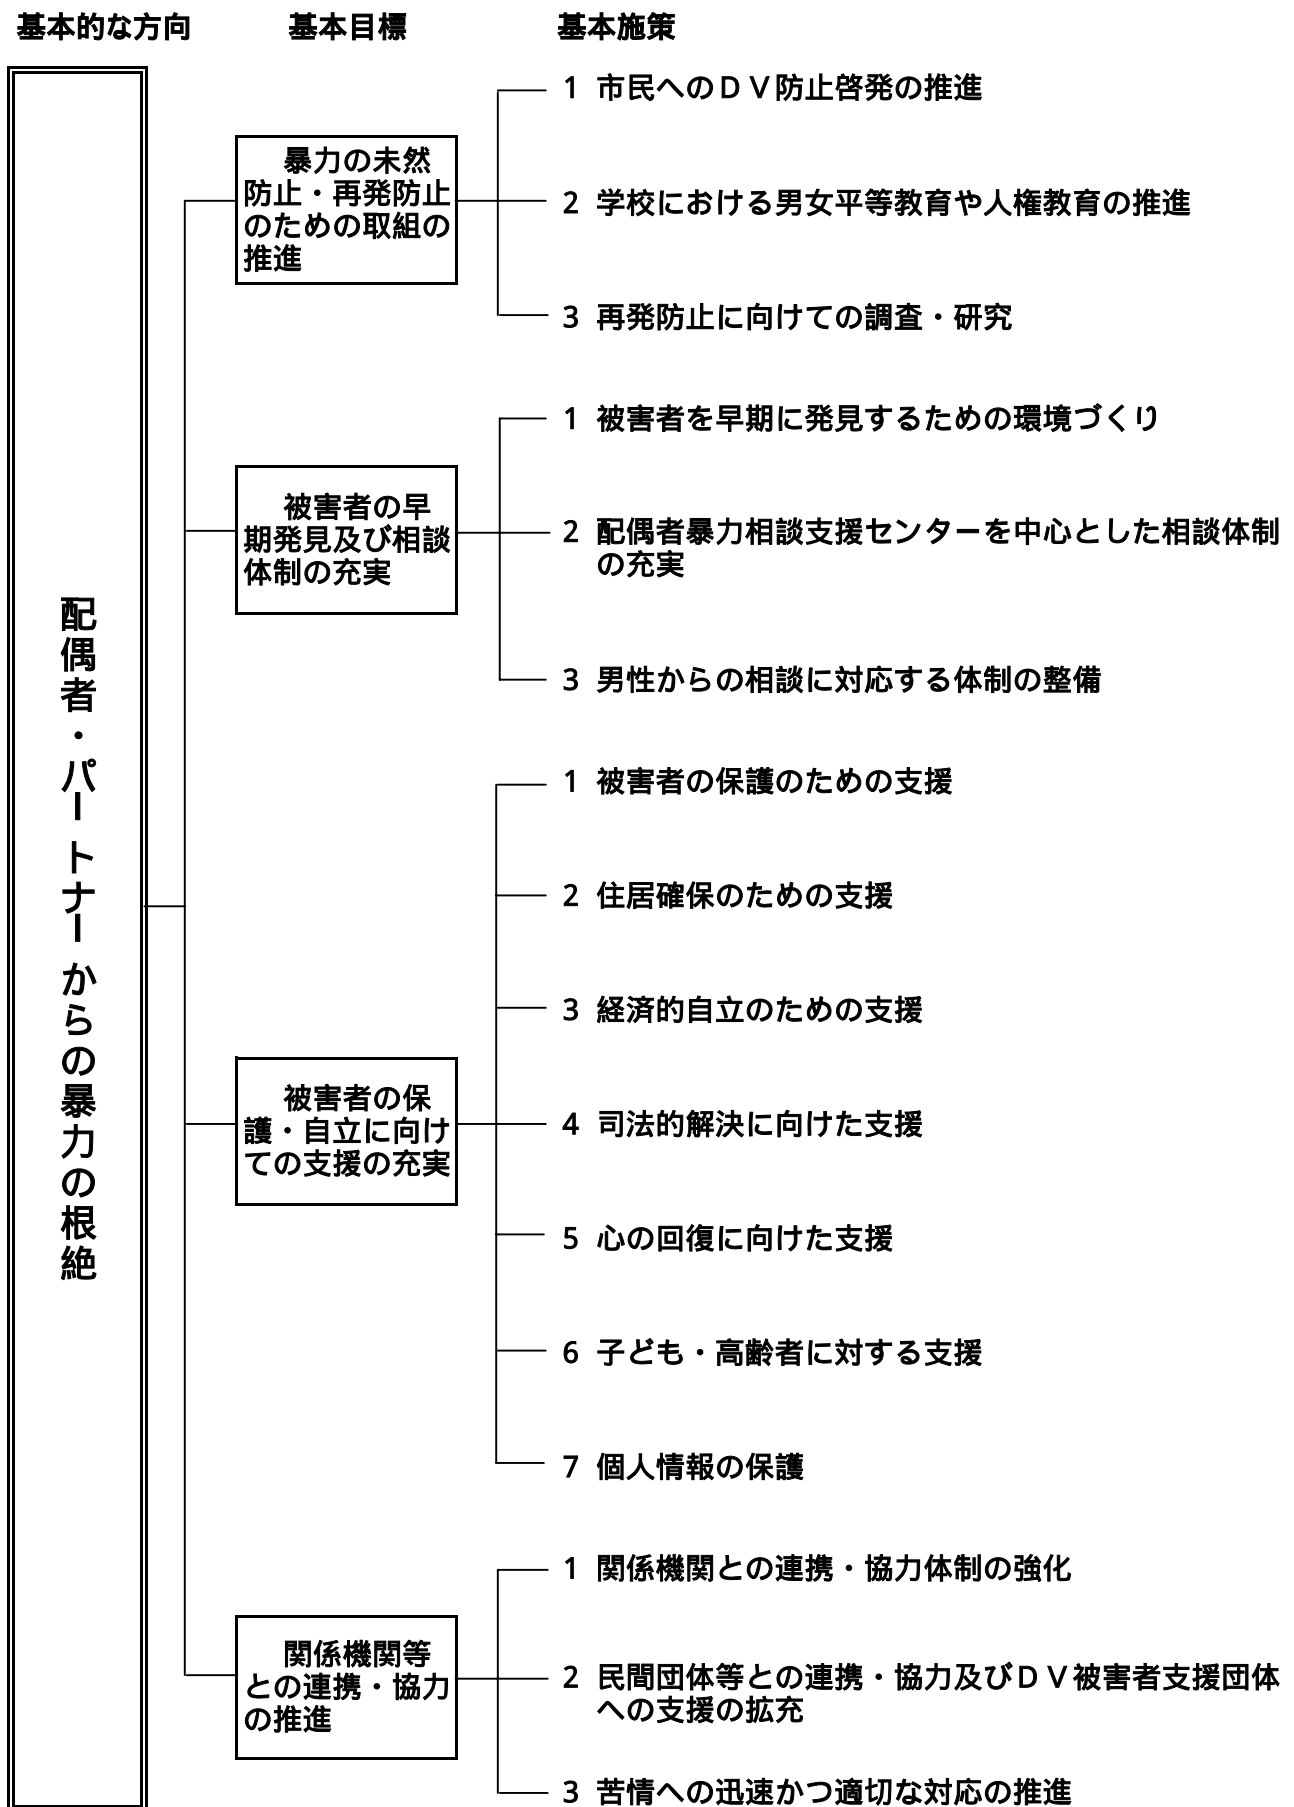 基本的な方向　基本目標　基本施策
配偶者・パートナーからの暴力の根絶
暴力の未然
防止・再発防止
のための取組の
推進
1 市民へのＤＶ防止啓発の推進
2 学校における男女平等教育や人権教育の推進
3 再発防止に向けての調査・研究
被害者の早
期発見及び相談
体制の充実
1 被害者を早期に発見するための環境づくり
2 配偶者暴力相談支援センターを中心とした相談体制
の充実
3 男性からの相談に対応する体制の整備
被害者の保
護・自立に向け
ての支援の充実
1 被害者の保護のための支援
2 住居確保のための支援
3 経済的自立のための支援
4 司法的解決に向けた支援
5 心の回復に向けた支援
6 子ども・高齢者に対する支援
7 個人情報の保護
関係機関等
との連携・協力
の推進
1 関係機関との連携・協力体制の強化
2 民間団体等との連携・協力及びＤＶ被害者支援団体
への支援の拡充
3 苦情への迅速かつ適切な対応の推進